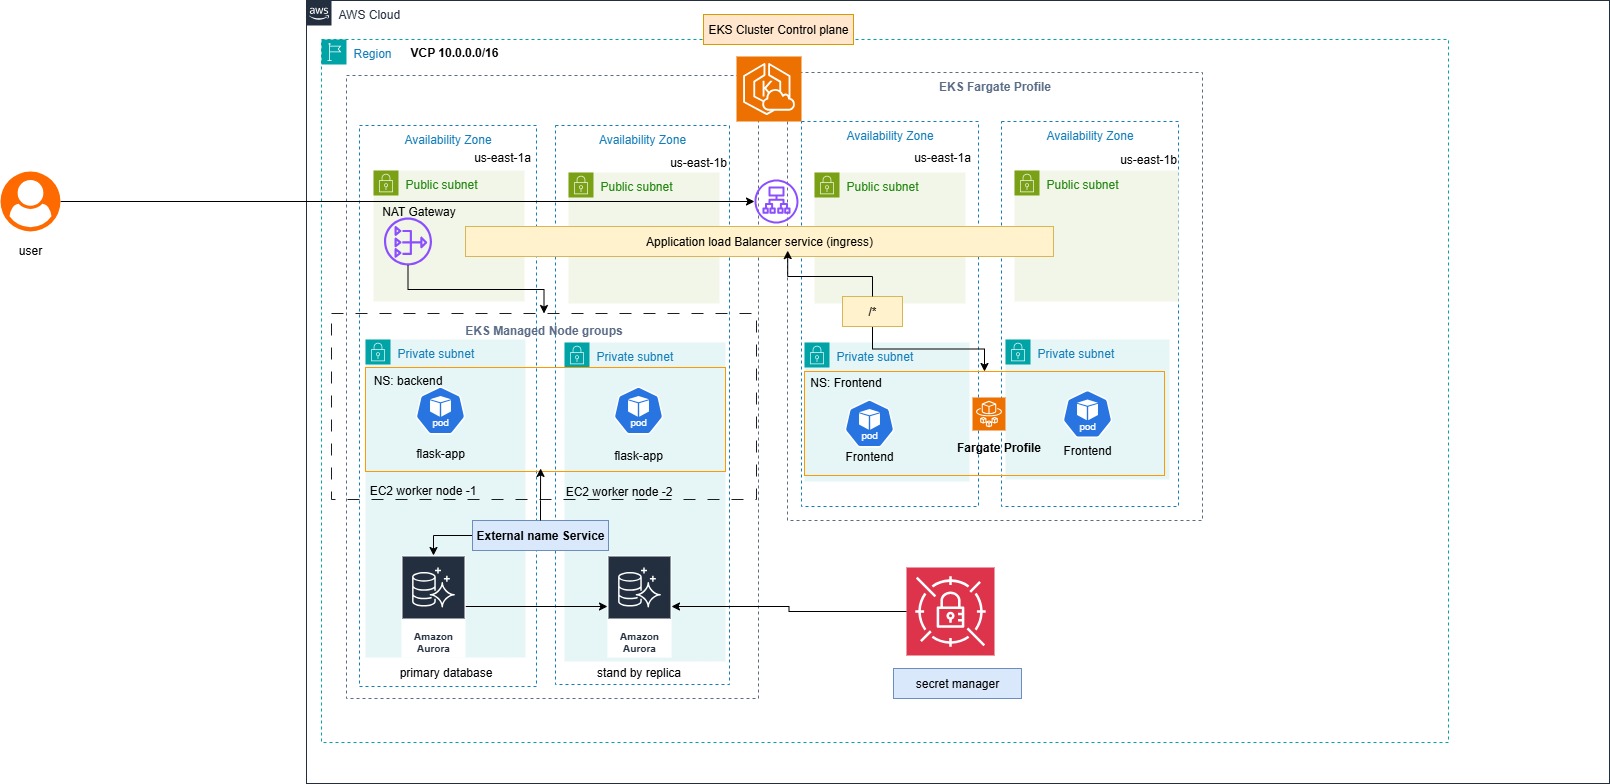 aws
AWS Cloud
EKS Cluster Control plane
Region
VCP 10.0.0.0/16
EKS Fargate Profile
Availability Zone
us-east-1a
Availability Zone
us-east-1b
Availability Zone
us-east-1a
Availability Zone
us-east-1b
Public subnet
Public subnet
Public subnet
Public subnet
NAT Gateway
user
Application load Balancer service (ingress)
/*
EKS Managed Node groups
Private subnet
Private subnet
Private subnet
Private subnet
NS: backend
pod
flask-app
pod
flask-app
NS: Frontend
pod
Frontend
Fargate Profile
pod
Frontend
EC2 worker node -1
EC2 worker node -2
External name Service
Amazon
Aurora
primary database
Amazon
Aurora
stand by replica
secret manager